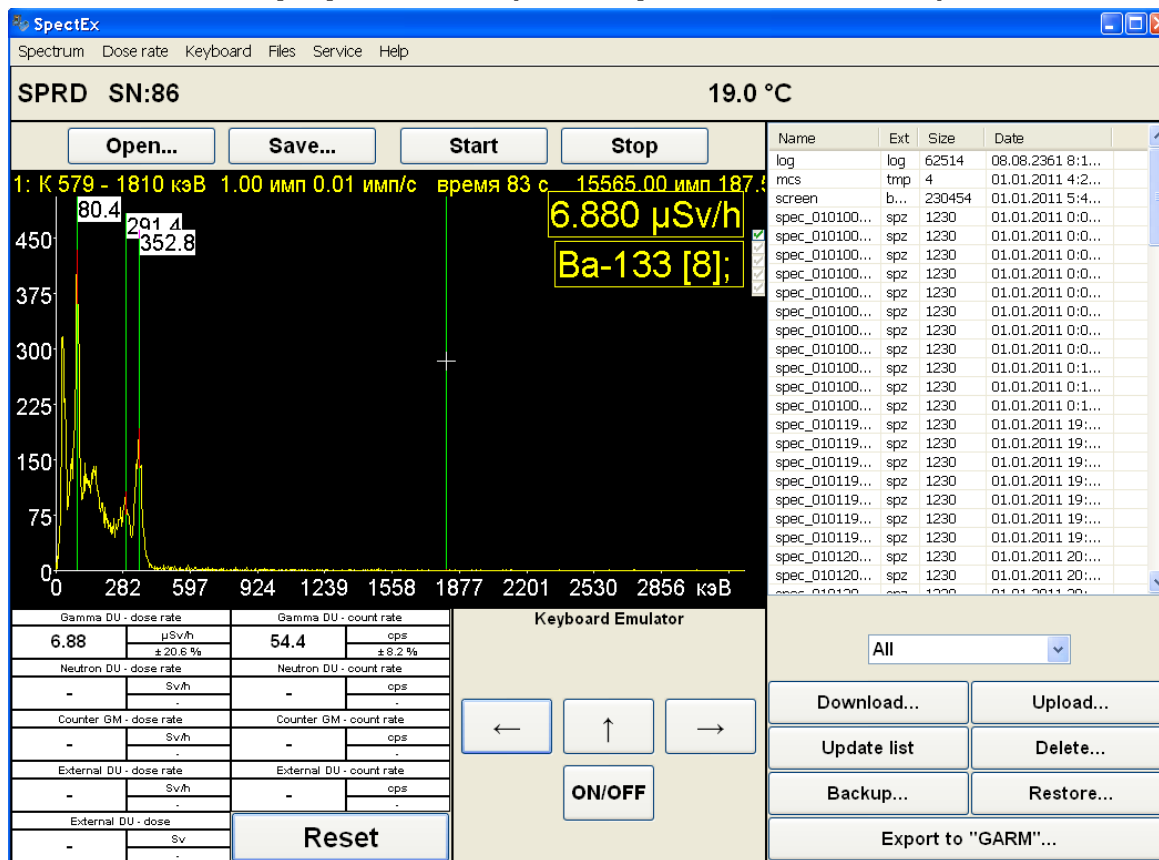 SpectEx
Spectrum Dose rate Keyboard Files Service Help
SPRD SN:86 19.0 °C
Open... Save... Start Stop
1: К 579 - 1810 кэВ 1.00 имп 0.01 имп/с время 83 с 15565.00 имп 187.5
6.880 µSv/h
Ba-133 [8];
80.4
291.4
352.8
450
375
300
225
150
75
0
0 282 597 924 1239 1558 1877 2201 2530 2856 кэВ
Name Ext Size Date
log log 62514 08.08.2361 8:1...
mcs tmp 4 01.01.2011 4:2...
screen b... 230454 01.01.2011 5:4...
spec_010100... spz 1230 01.01.2011 0:0...
spec_010100... spz 1230 01.01.2011 0:0...
spec_010100... spz 1230 01.01.2011 0:0...
spec_010100... spz 1230 01.01.2011 0:0...
spec_010100... spz 1230 01.01.2011 0:0...
spec_010100... spz 1230 01.01.2011 0:0...
spec_010100... spz 1230 01.01.2011 0:0...
spec_010100... spz 1230 01.01.2011 0:0...
spec_010100... spz 1230 01.01.2011 0:1...
spec_010100... spz 1230 01.01.2011 0:1...
spec_010100... spz 1230 01.01.2011 0:1...
spec_010119... spz 1230 01.01.2011 19:...
spec_010119... spz 1230 01.01.2011 19:...
spec_010119... spz 1230 01.01.2011 19:...
spec_010119... spz 1230 01.01.2011 19:...
spec_010119... spz 1230 01.01.2011 19:...
spec_010119... spz 1230 01.01.2011 19:...
spec_010119... spz 1230 01.01.2011 19:...
spec_010120... spz 1230 01.01.2011 20:...
spec_010120... spz 1230 01.01.2011 20:...
Gamma DU - dose rate Gamma DU - count rate
6.88 µSv/h ± 20.6 % 54.4 cps ± 8.2 %
Neutron DU - dose rate Neutron DU - count rate
- Sv/h - - cps -
Counter GM - dose rate Counter GM - count rate
- Sv/h - - cps -
External DU - dose rate External DU - count rate
- Sv/h - - cps -
External DU - dose
- Sv -
Reset
Keyboard Emulator
← ↑ →
ON/OFF
All
Download... Upload...
Update list Delete...
Backup... Restore...
Export to "GARM"...